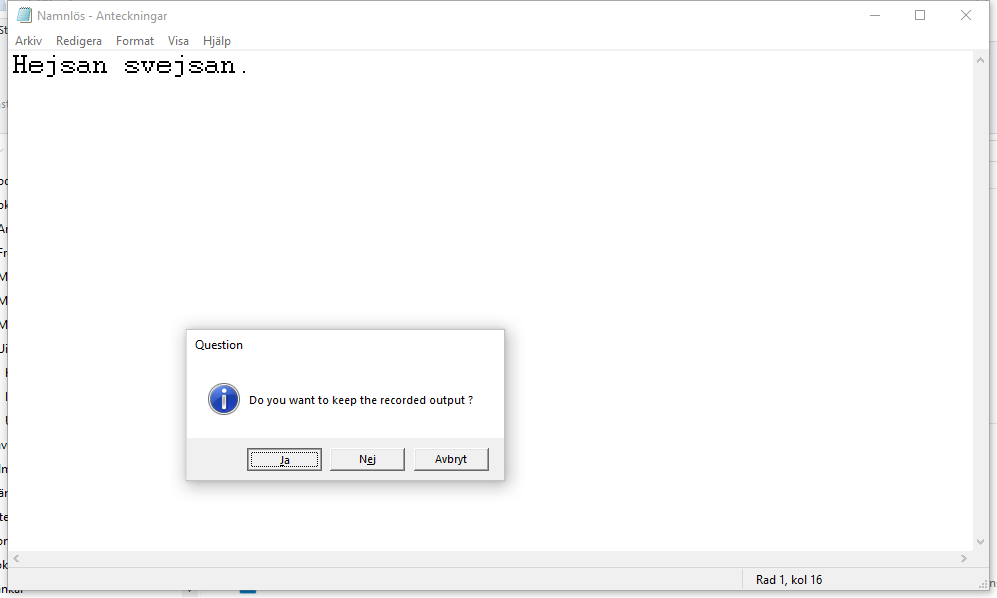 Namnlös - Anteckningar
Arkiv Redigera Format Visa Hjälp
Hejsan svejsan.
Question
Do you want to keep the recorded output ?
Ja Nej Avbryt
Rad 1, kol 16